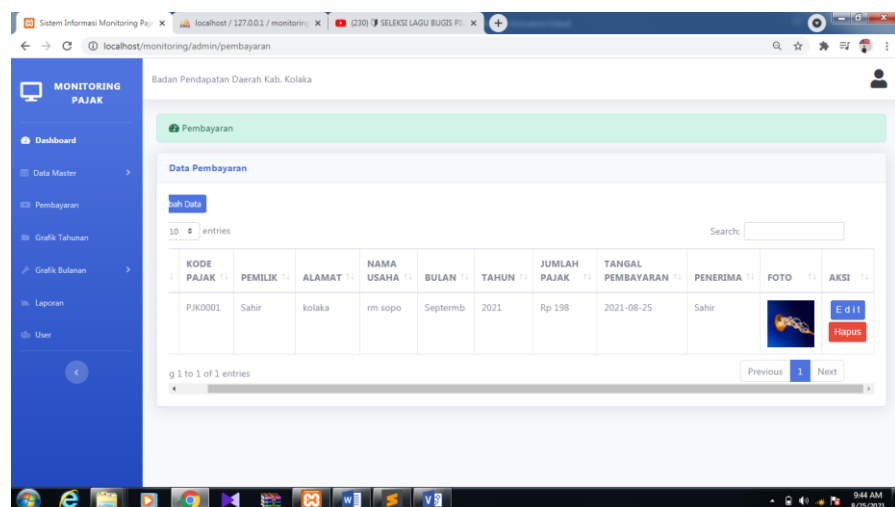 Sistem Informasi Monitoring Paj
localhost / 127.0.0.1 / monitoring
(230) SELEKSI LAGU BUGIS
localhost/monitoring/admin/pembayaran
MONITORING
PAJAK
Badan Pendapatan Daerah Kab. Kolaka
Dashboard
Data Master
Pembayaran
Grafik Tahunan
Grafik Bulanan
Laporan
User
Pembayaran
Data Pembayaran
bah Data
10 entries
Search:
KODE PAJAK PEMILIK ALAMAT NAMA USAHA BULAN TAHUN JUMLAH PAJAK TANGAL PEMBAYARAN PENERIMA FOTO AKSI
PJK0001 Sahir kolaka rm sopo Septemb 2021 Rp 198 2021-08-25 Sahir Edit
Hapus
g 1 to 1 of 1 entries
Previous 1 Next
9:44 AM
8/25/2021